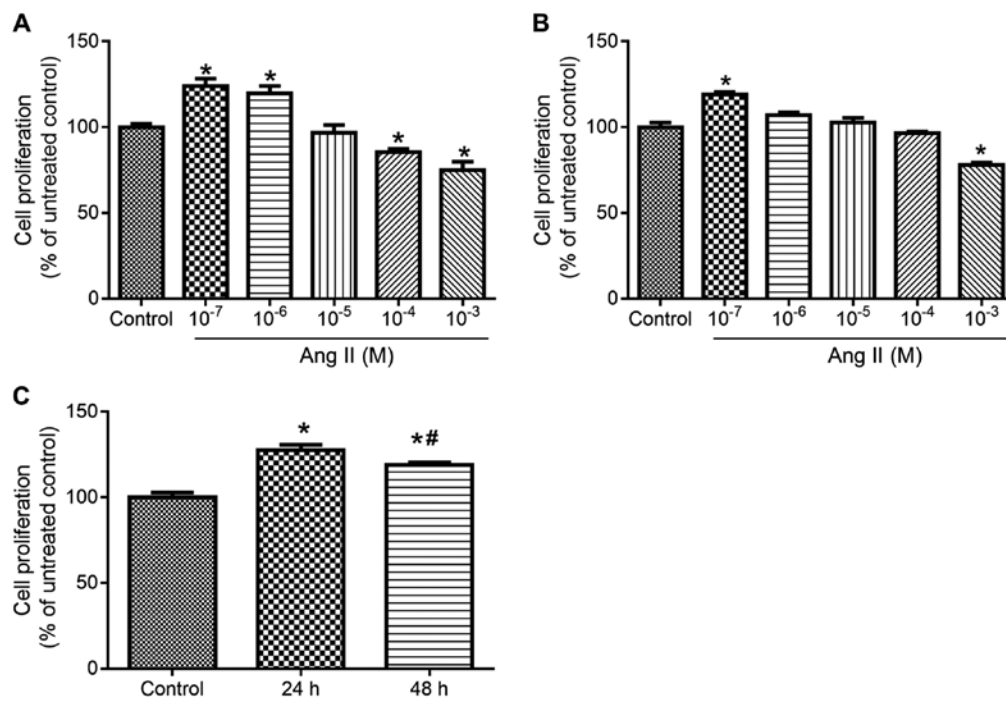 A
Cell proliferation
(% of untreated control)
150
100
50
0
*
*
*
*
Control
10⁻⁷
10⁻⁶
10⁻⁵
10⁻⁴
10⁻³
Ang II (M)
B
Cell proliferation
(% of untreated control)
150
100
50
0
*
*
Control
10⁻⁷
10⁻⁶
10⁻⁵
10⁻⁴
10⁻³
Ang II (M)
C
Cell proliferation
(% of untreated control)
150
100
50
0
*
*#
Control
24 h
48 h